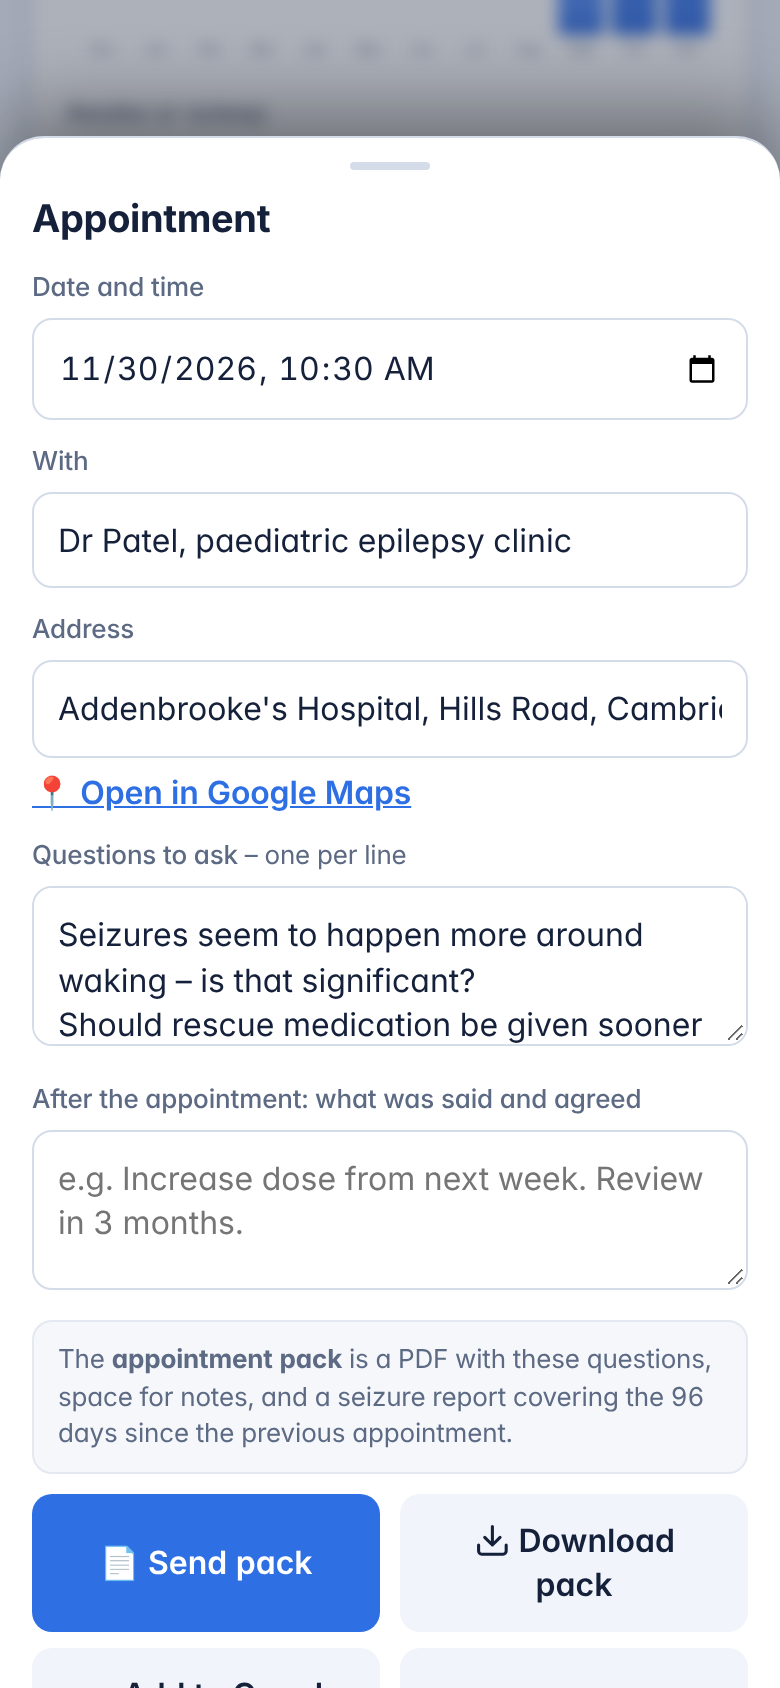 Appointment
Date and time
11/30/2026, 10:30 AM
With
Dr Patel, paediatric epilepsy clinic
Address
Addenbrooke's Hospital, Hills Road,
📍 Open in Google Maps
Questions to ask – one per line
Seizures seem to happen more around
waking – is that significant?
Should rescue medication be given sooner
After the appointment: what was said and agreed
e.g. Increase dose from next week. Review
in 3 months.
The appointment pack is a PDF with these questions,
space for notes, and a seizure report covering the 96
days since the previous appointment.
📄 Send pack
Download
pack